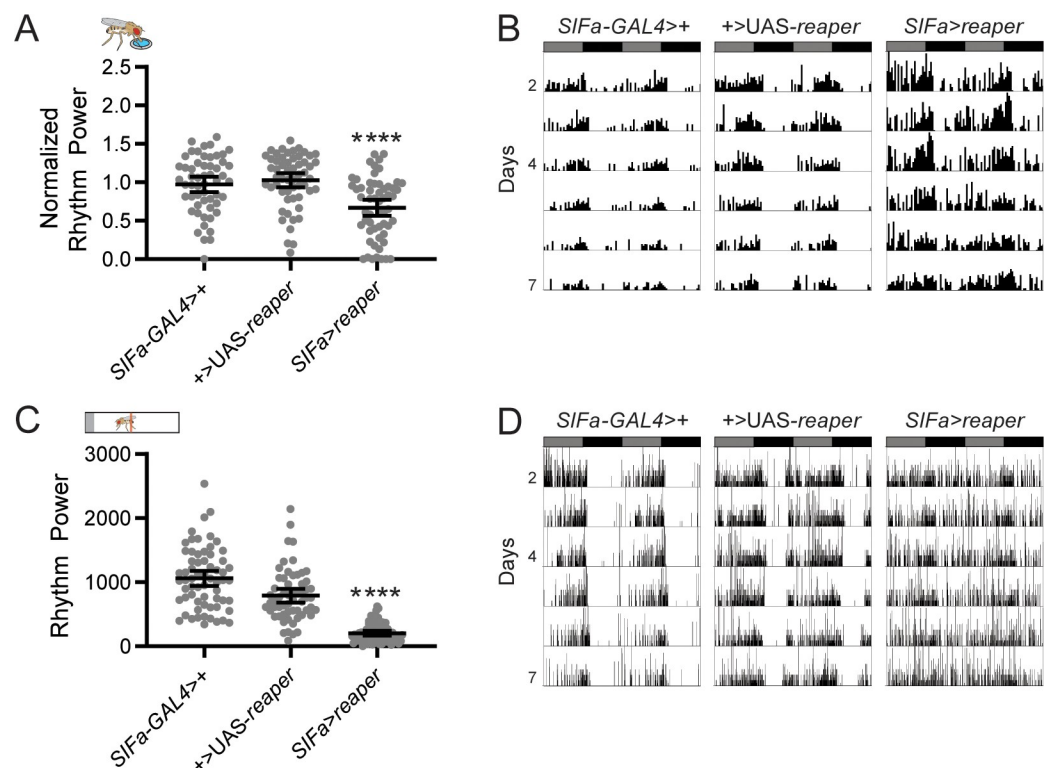 A
Normalized
Rhythm Power
2.5
2.0
1.5
1.0
0.5
0.0
****
SIFa-GAL4>+
+>UAS-reaper
SIFa>reaper
B
SIFa-GAL4>+
+>UAS-reaper
SIFa>reaper
Days
2
4
7
C
Rhythm Power
3000
2000
1000
0
****
SIFa-GAL4>+
+>UAS-reaper
SIFa>reaper
D
SIFa-GAL4>+
+>UAS-reaper
SIFa>reaper
Days
2
4
7